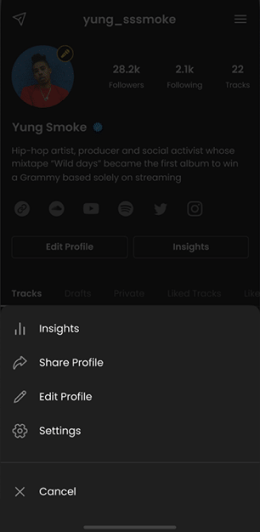 yung_sssmoke
28.2k 2.1k 22
Followers Following Tracks
Yung Smoke
Hip-hop artist, producer and social activist whose
mixtape “Wild days” became the first album to win
a Grammy based solely on streaming
Edit Profile Insights
Tracks Drafts Private Liked Tracks Like
Insights
Share Profile
Edit Profile
Settings
Cancel